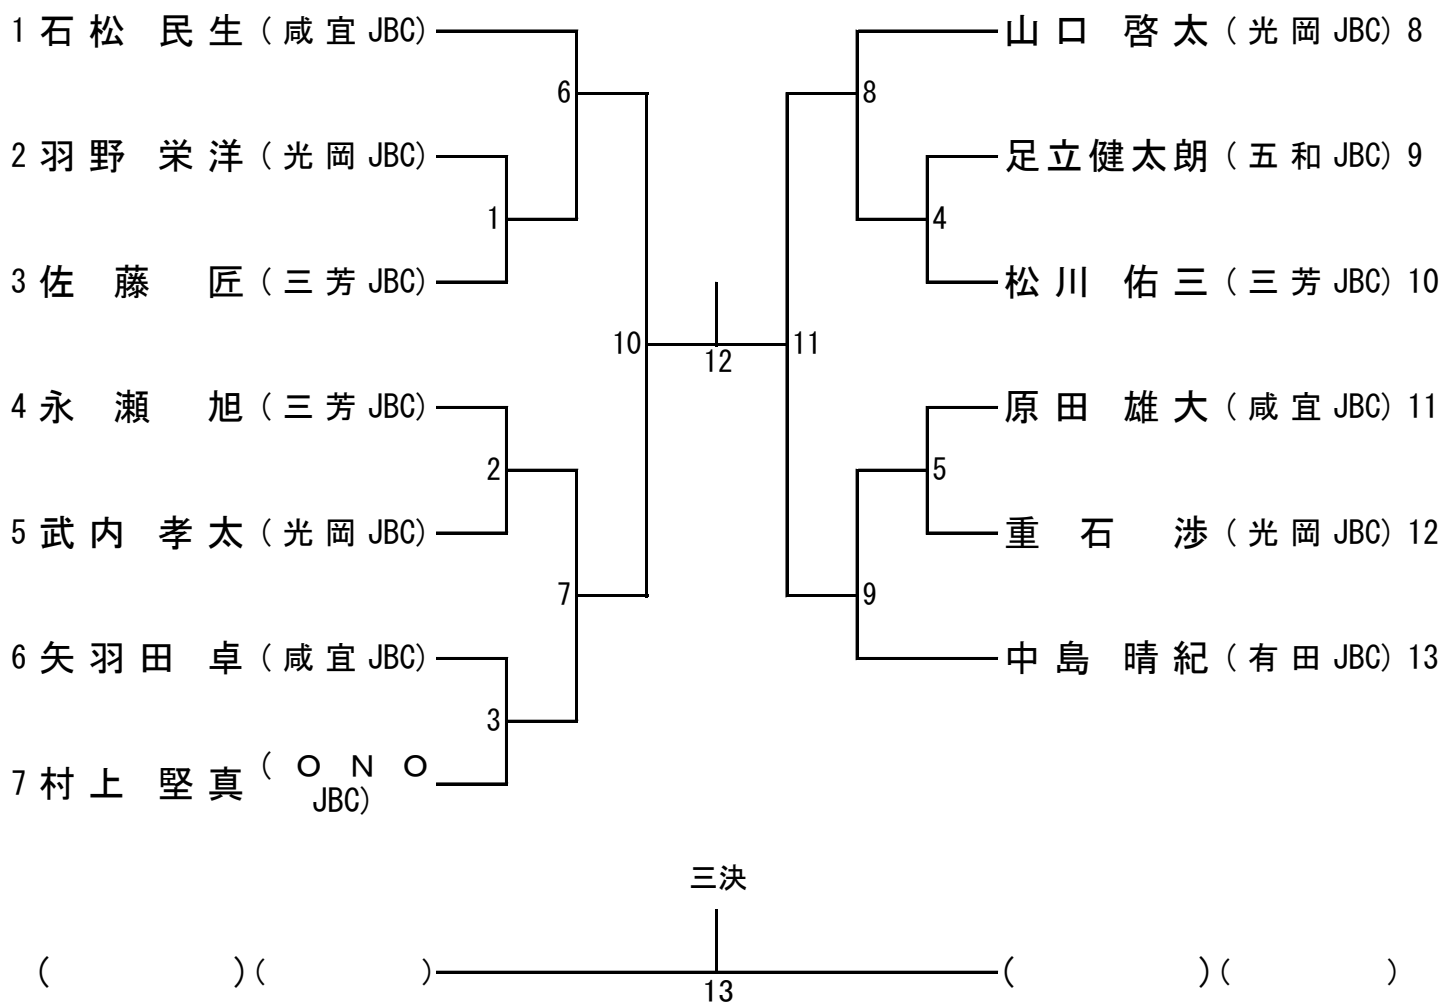 1 石松 民生 (咸宜 JBC)
6
2 羽野 栄洋 (光岡 JBC)
1
3 佐藤 匠 (三芳 JBC)
10
4 永瀬 旭 (三芳 JBC)
2
5 武内 孝太 (光岡 JBC)
7
6 矢羽田 卓 (咸宜 JBC)
3
7 村上 堅真 (ONO
JBC)
12
山口 啓太 (光岡 JBC) 8
8
足立健太朗 (五和 JBC) 9
4
松川 佑三 (三芳 JBC) 10
11
原田 雄大 (咸宜 JBC) 11
5
重石 渉 (光岡 JBC) 12
9
中島 晴紀 (有田 JBC) 13
三決
( )( ) ( )( )
13